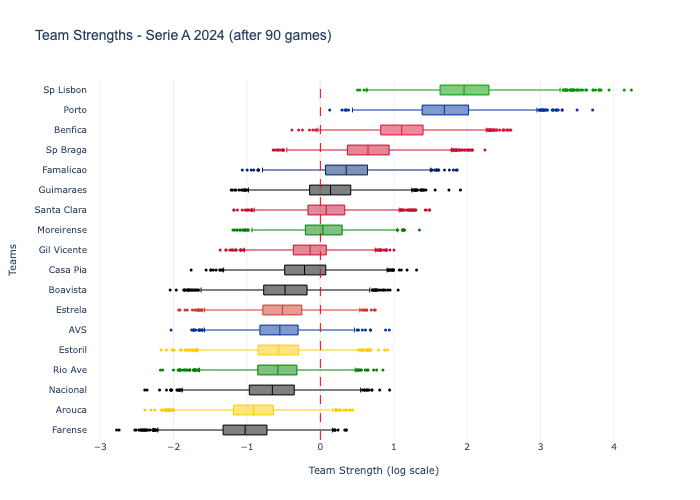 Team Strengths - Serie A 2024 (after 90 games)
Sp Lisbon
Porto
Benfica
Sp Braga
Famalicao
Guimaraes
Santa Clara
Moreirense
Gil Vicente
Casa Pia
Boavista
Estrela
AVS
Estoril
Rio Ave
Nacional
Arouca
Farense
Teams
−3 −2 −1 0 1 2 3 4
Team Strength (log scale)